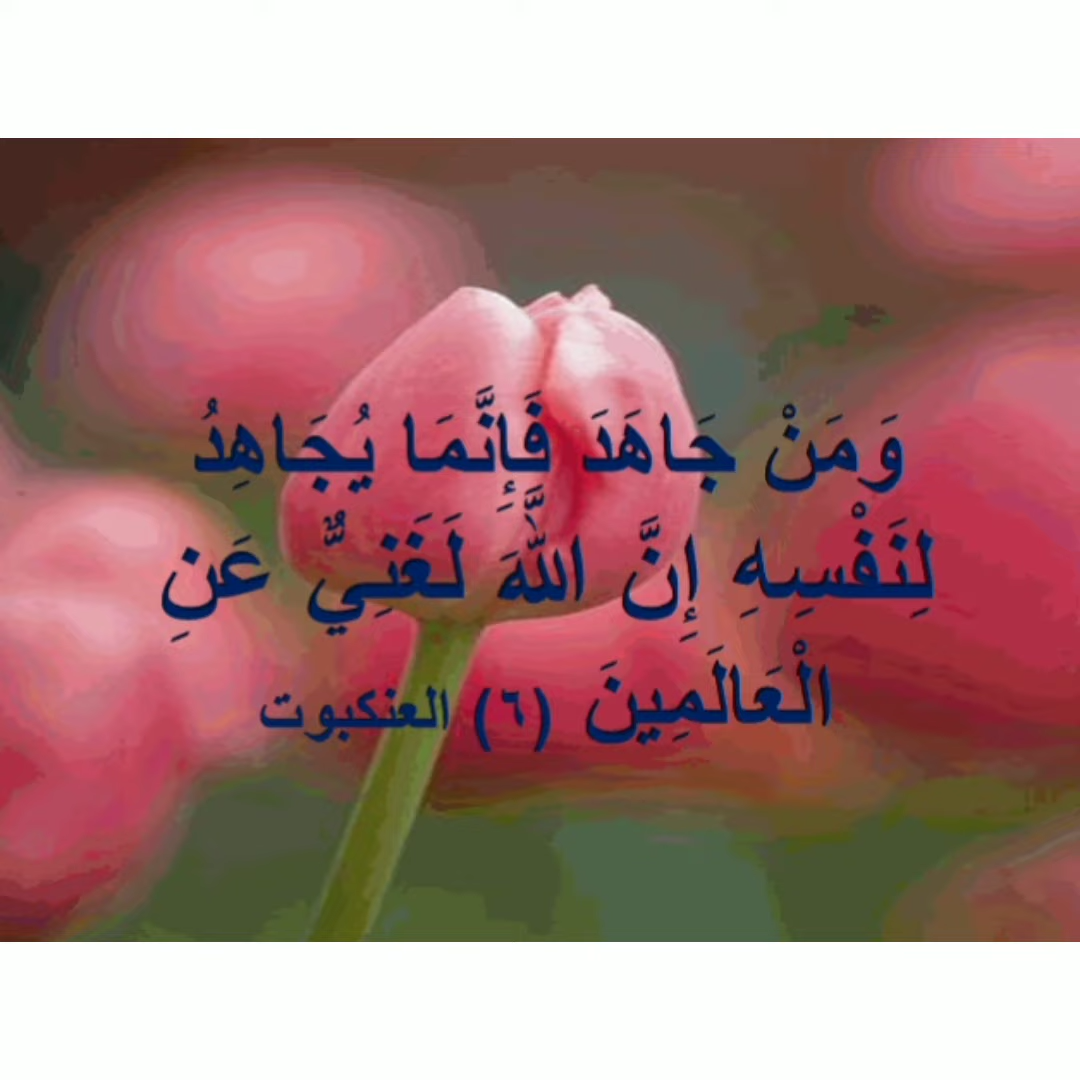 وَمَنْ جَاهَدَ فَإِنَّمَا يُجَاهِدُ
لِنَفْسِهِ إِنَّ اللَّهَ لَغَنِيٌّ عَنِ
الْعَالَمِينَ (٦) العنكبوت